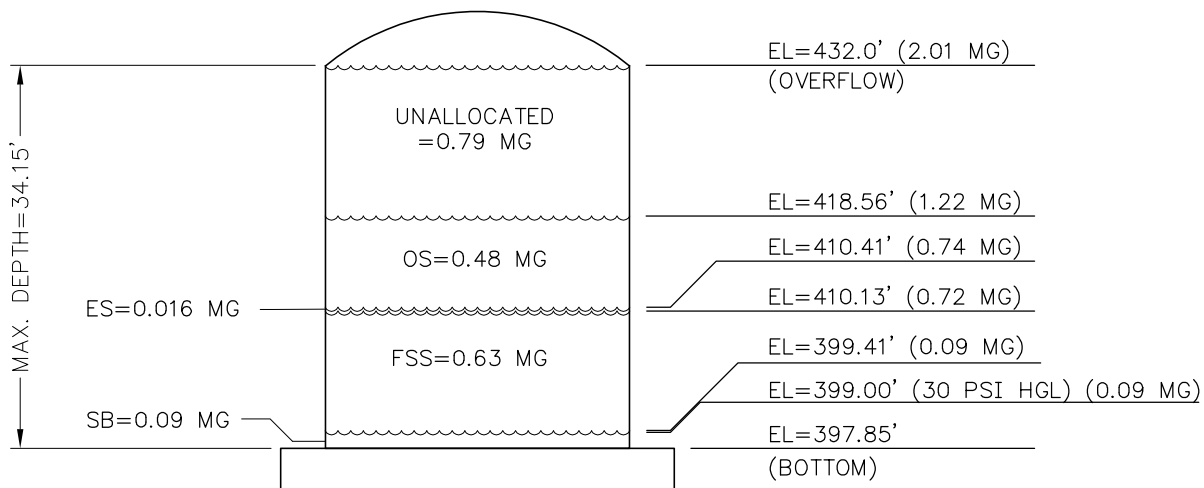 EL=432.0' (2.01 MG)
(OVERFLOW)
UNALLOCATED
=0.79 MG
MAX. DEPTH=34.15'
EL=418.56' (1.22 MG)
OS=0.48 MG
EL=410.41' (0.74 MG)
ES=0.016 MG
EL=410.13' (0.72 MG)
FSS=0.63 MG
EL=399.41' (0.09 MG)
EL=399.00' (30 PSI HGL) (0.09 MG)
SB=0.09 MG
EL=397.85'
(BOTTOM)